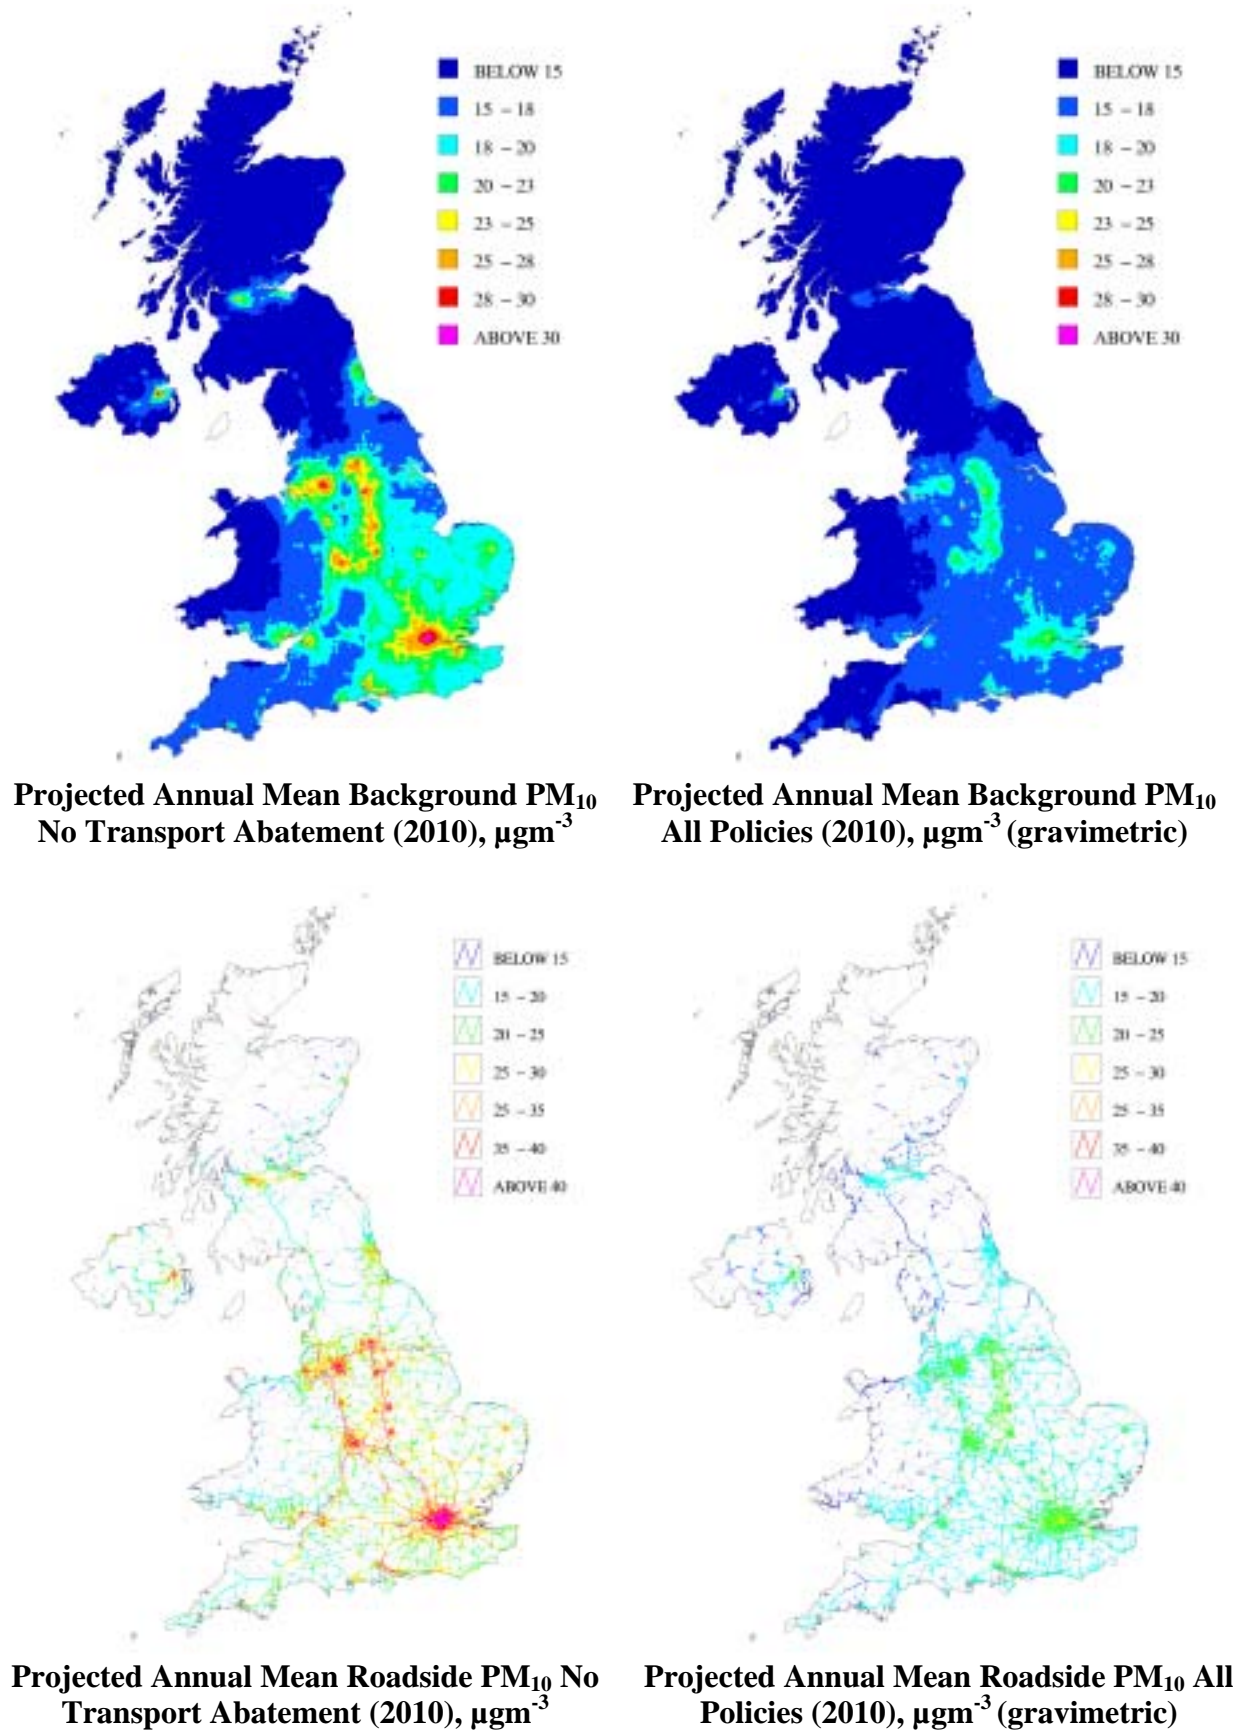 BELOW 15
15 – 18
18 – 20
20 – 23
23 – 25
25 – 28
28 – 30
ABOVE 30
BELOW 15
15 – 18
18 – 20
20 – 23
23 – 25
25 – 28
28 – 30
ABOVE 30
Projected Annual Mean Background PM₁₀
No Transport Abatement (2010), µgm⁻³
Projected Annual Mean Background PM₁₀
All Policies (2010), µgm⁻³ (gravimetric)
BELOW 15
15 – 20
20 – 25
25 – 30
25 – 35
35 – 40
ABOVE 40
BELOW 15
15 – 20
20 – 25
25 – 30
25 – 35
35 – 40
ABOVE 40
Projected Annual Mean Roadside PM₁₀ No
Transport Abatement (2010), µgm⁻³
Projected Annual Mean Roadside PM₁₀ All
Policies (2010), µgm⁻³ (gravimetric)